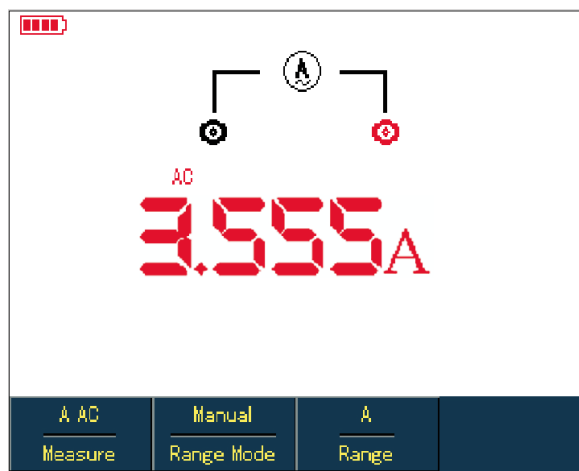 A
AC
3.555A
A AC
Manual
A
Measure
Range Mode
Range